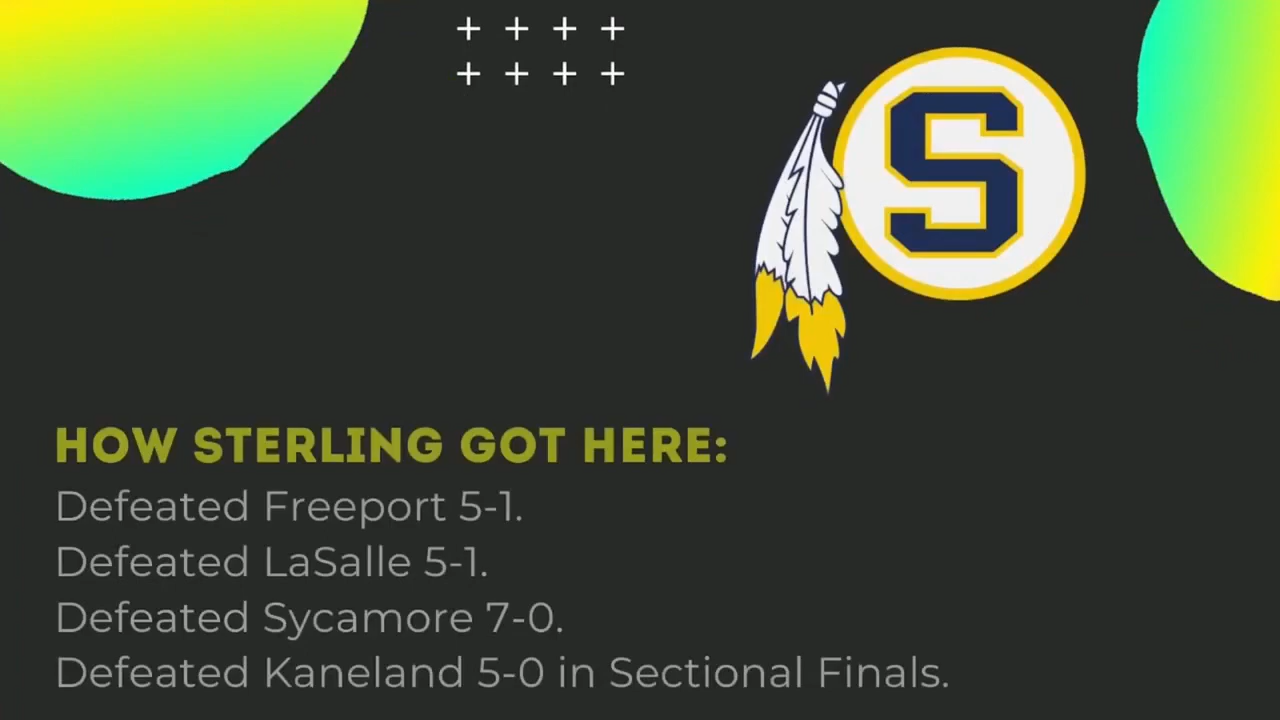 S
HOW STERLING GOT HERE:
Defeated Freeport 5-1.
Defeated LaSalle 5-1.
Defeated Sycamore 7-0.
Defeated Kaneland 5-0 in Sectional Finals.